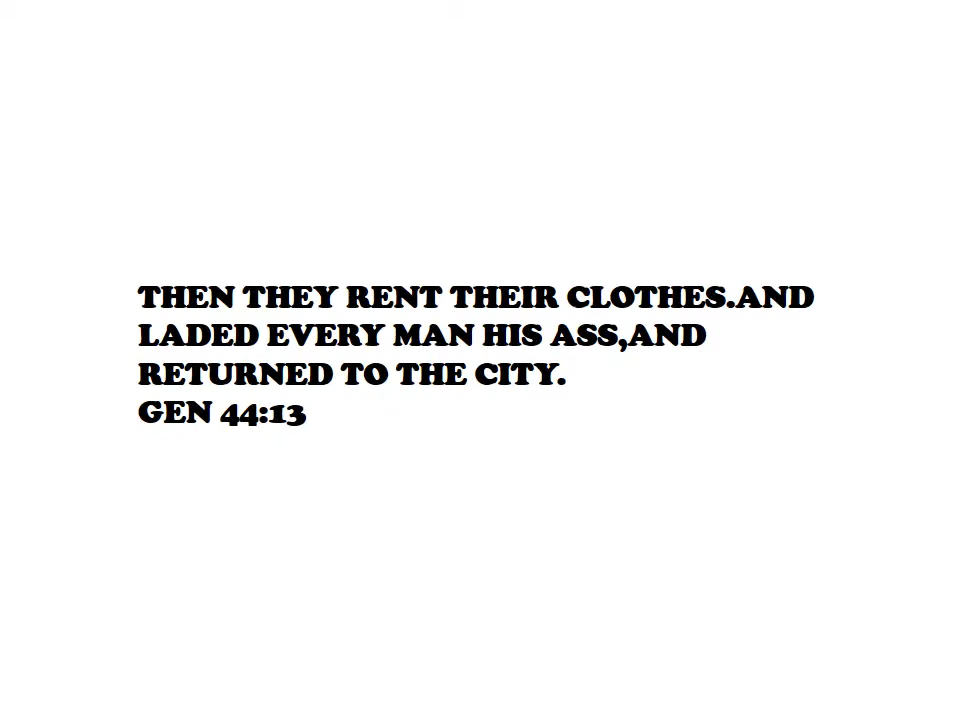 THEN THEY RENT THEIR CLOTHES.AND
LADED EVERY MAN HIS ASS,AND
RETURNED TO THE CITY.
GEN 44:13